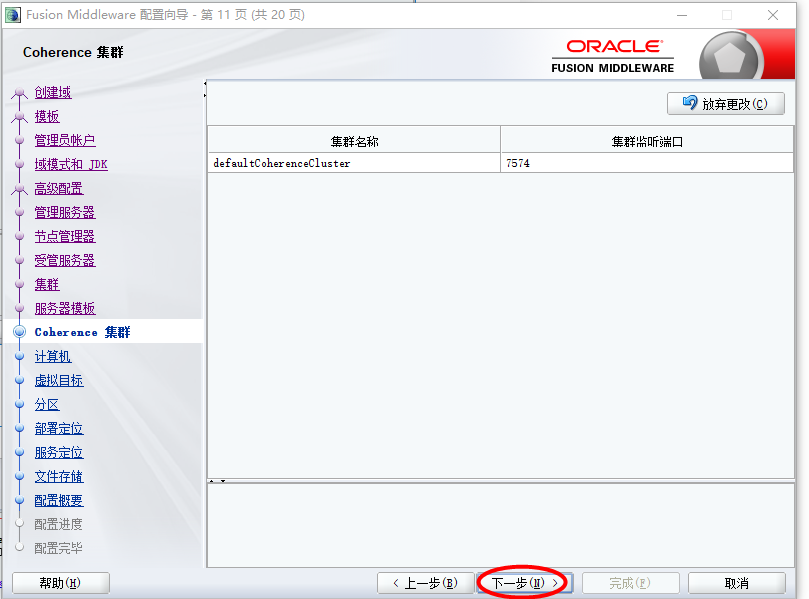 Fusion Middleware 配置向导 - 第 11 页 (共 20 页)
Coherence 集群
ORACLE
FUSION MIDDLEWARE
创建域
模板
管理员帐户
域模式和 JDK
高级配置
管理服务器
节点管理器
受管服务器
集群
服务器模板
Coherence 集群
计算机
虚拟目标
分区
部署定位
服务定位
文件存储
配置概要
配置进度
配置完毕
放弃更改(C)
集群名称 集群监听端口
defaultCoherenceCluster 7574
帮助(H) < 上一步(B) 下一步(N) > 完成(F) 取消